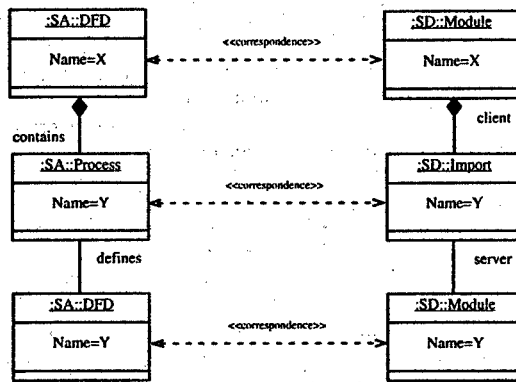 :SA::DFD
<<correspondence>>
:SD::Module
Name=X
Name=X
contains
client
:SA::Process
<<correspondence>>
:SD::Import
Name=Y
Name=Y
defines
server
:SA::DFD
<<correspondence>>
:SD::Module
Name=Y
Name=Y